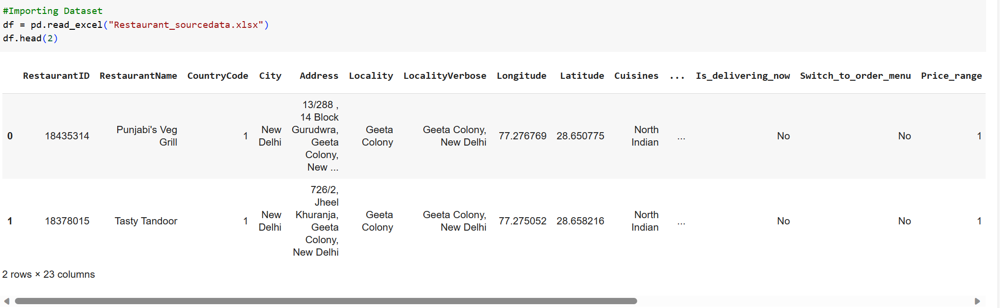 #Importing Dataset
df = pd.read_excel("Restaurant_sourcedata.xlsx")
df.head(2)
RestaurantID RestaurantName CountryCode City Address Locality LocalityVerbose Longitude Latitude Cuisines ... Is_delivering_now Switch_to_order_menu Price_range
13/288 ,
14 Block
0 18435314 Punjabi's Veg Grill 1 New Delhi Gurudwra, Geeta Colony, New ... Geeta Colony Geeta Colony, New Delhi 77.276769 28.650775 North Indian ... No No 1
726/2,
Jheel
1 18378015 Tasty Tandoor 1 New Delhi Khuranja, Geeta Colony, New Delhi Geeta Colony Geeta Colony, New Delhi 77.275052 28.658216 North Indian ... No No 1
2 rows × 23 columns